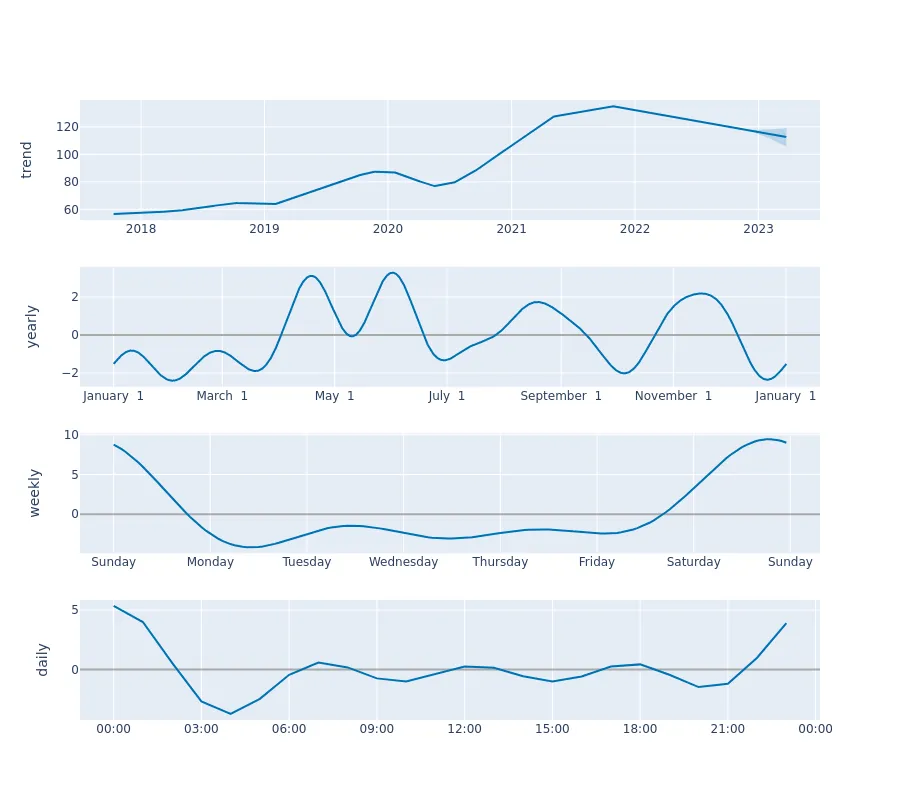 trend
120
100
80
60
2018 2019 2020 2021 2022 2023
yearly
2
0
−2
January 1 March 1 May 1 July 1 September 1 November 1 January 1
weekly
10
5
0
Sunday Monday Tuesday Wednesday Thursday Friday Saturday Sunday
daily
5
0
00:00 03:00 06:00 09:00 12:00 15:00 18:00 21:00 00:00